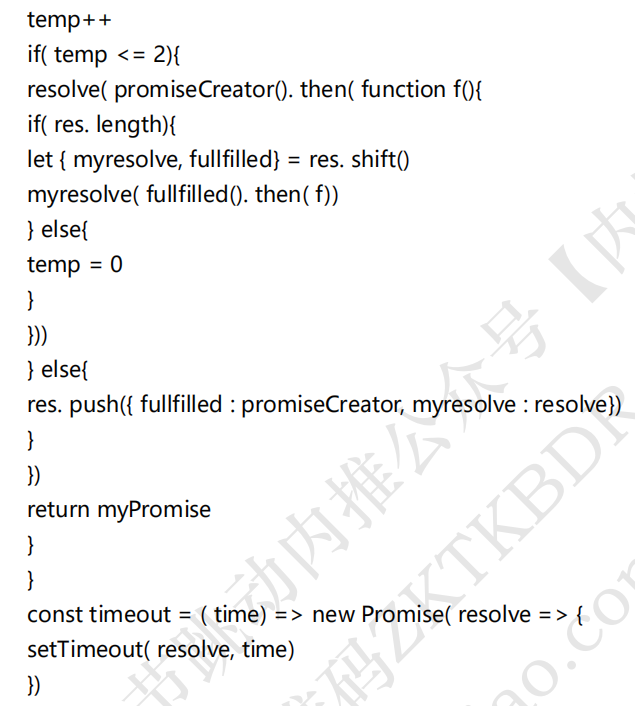 temp++
if( temp <= 2){
resolve( promiseCreator(). then( function f(){
if( res. length){
let { myresolve, fullfilled} = res. shift()
myresolve( fullfilled(). then( f))
} else{
temp = 0
}
}))
} else{
res. push({ fullfilled : promiseCreator, myresolve : resolve})
}
})
return myPromise
}
}
const timeout = ( time) => new Promise( resolve => {
setTimeout( resolve, time)
})
节跳动内推公众号【内
推码ZKTKBDR
ao.com